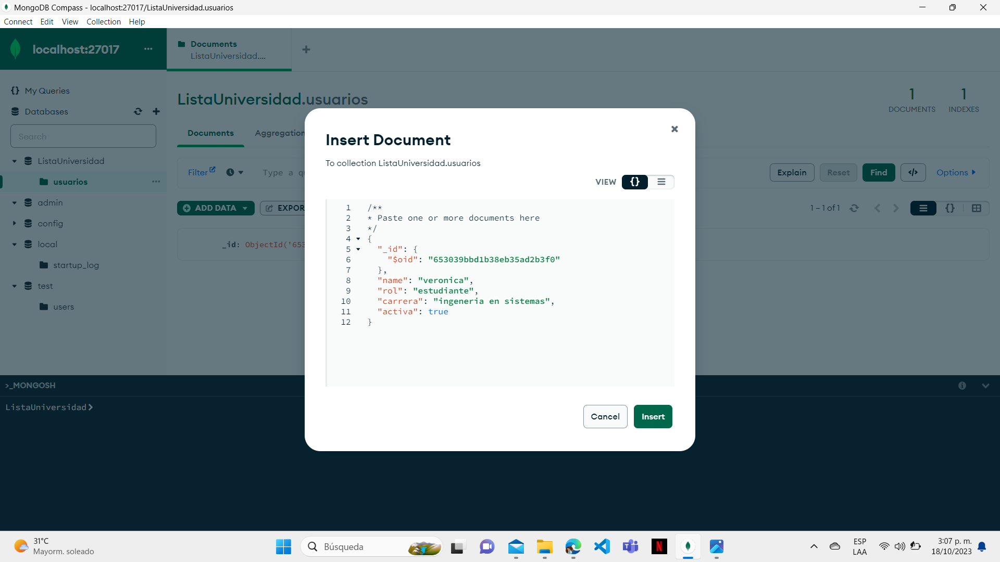 MongoDB Compass - localhost:27017/ListaUniversidad.usuarios
Connect Edit View Collection Help
localhost:27017
Documents
ListaUniversidad....
My Queries
Databases
Search
ListaUniversidad
usuarios
admin
config
local
startup_log
test
users
ListaUniversidad.usuarios
1
DOCUMENTS
1
INDEXES
Documents
Aggregation
Filter
Type a qu
Explain
Reset
Find
</>
Options
ADD DATA
EXPOR
1 – 1 of 1
{}
_id: ObjectId('653
Insert Document
To collection ListaUniversidad.usuarios
VIEW
{}
1 /**
2 * Paste one or more documents here
3 */
4 {
5 "_id": {
6 "$oid": "653039bbd1b38eb35ad2b3f0"
7 },
8 "name": "veronica",
9 "rol": "estudiante",
10 "carrera": "ingeneria en sistemas",
11 "activa": true
12 }
Cancel
Insert
>_MONGOSH
ListaUniversidad>
31°C
Mayorm. soleado
Búsqueda
N
ESP
LAA
3:07 p. m.
18/10/2023